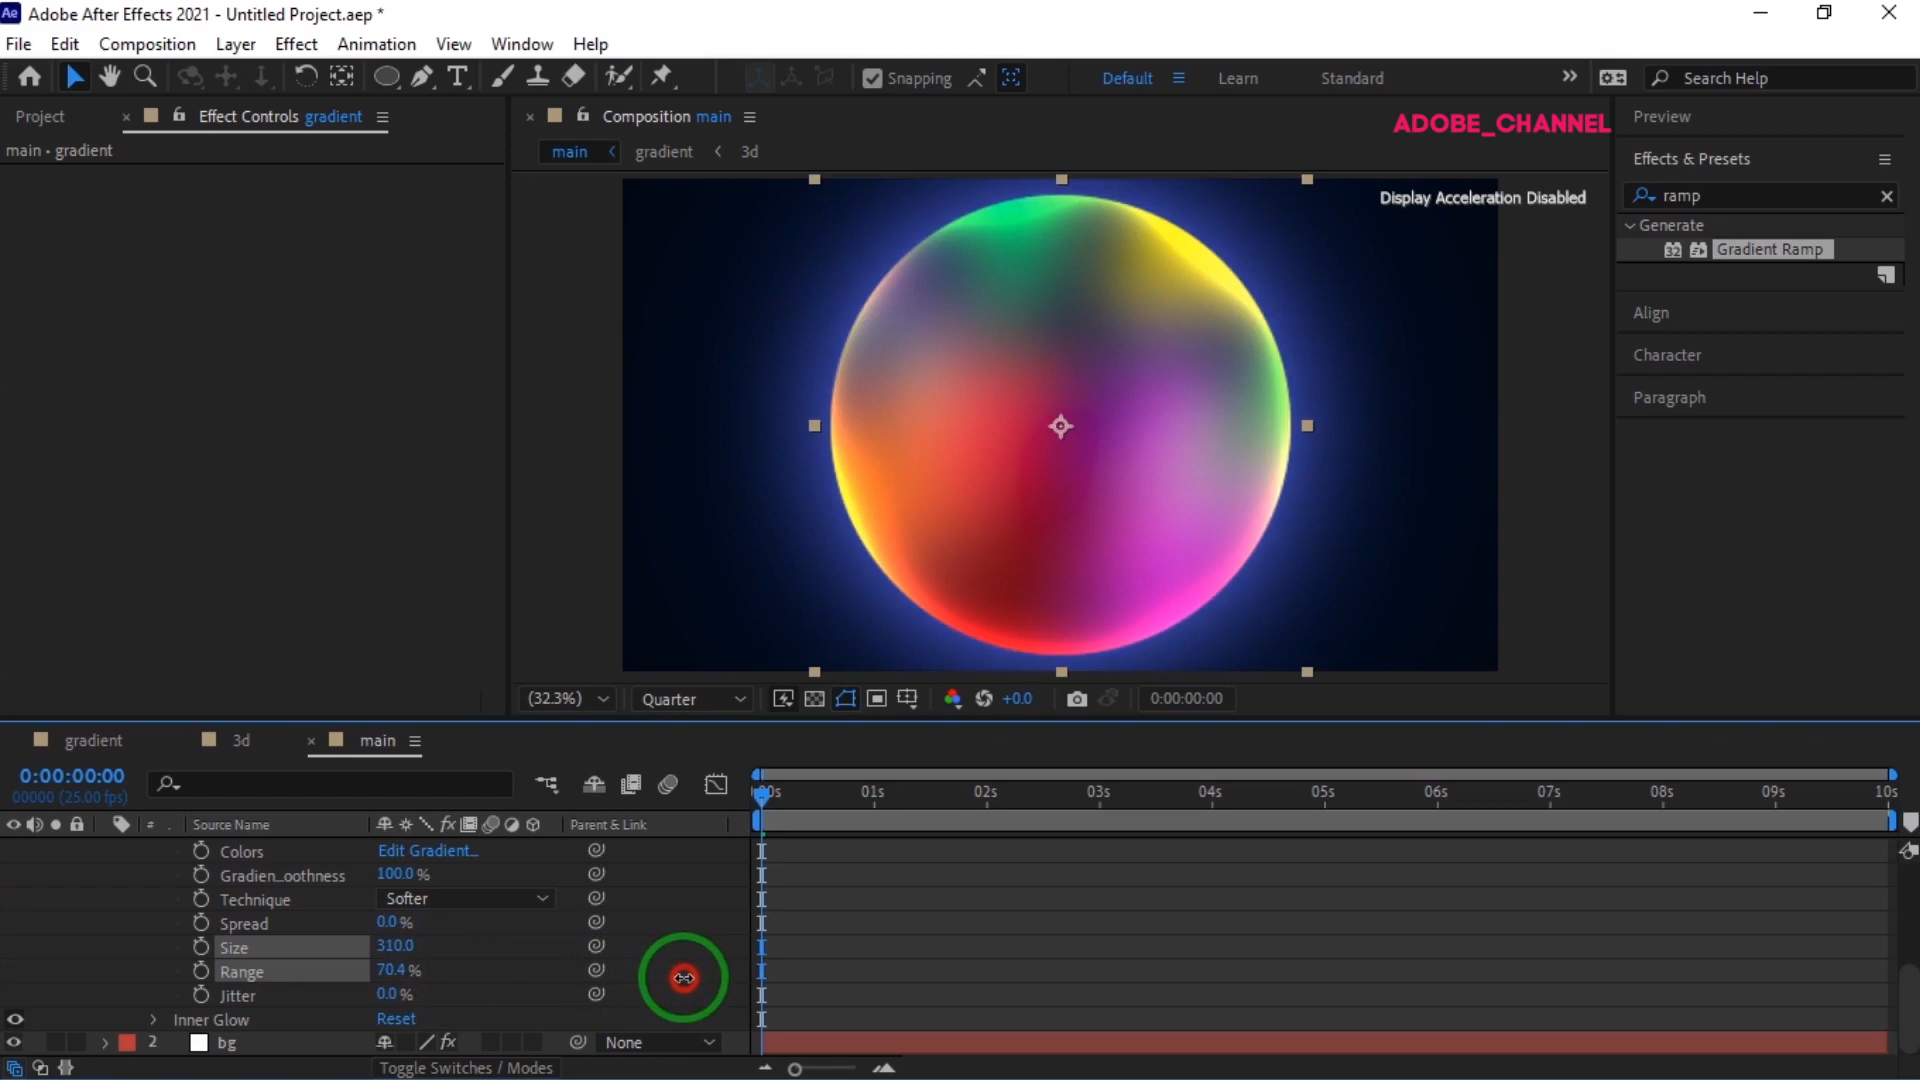 Ae Adobe After Effects 2021 - Untitled Project.aep *
File Edit Composition Layer Effect Animation View Window Help
Snapping Default Learn Standard Search Help
Project Effect Controls gradient
Composition main
ADOBE_CHANNEL
Preview
main • gradient
main gradient 3d
Effects & Presets
Display Acceleration Disabled
ramp
Generate
32 Gradient Ramp
Align
Character
Paragraph
(32.3%) Quarter +0.0 0:00:00:00
gradient 3d main
0:00:00:00
00000 (25.00 fps)
:00s 01s 02s 03s 04s 05s 06s 07s 08s 09s 10s
# . Source Name fx Parent & Link
Colors Edit Gradient...
Gradien...oothness 100.0 %
Technique Softer
Spread 0.0 %
Size 310.0
Range 70.4 %
Jitter 0.0 %
Inner Glow Reset
2 bg fx None
Toggle Switches / Modes